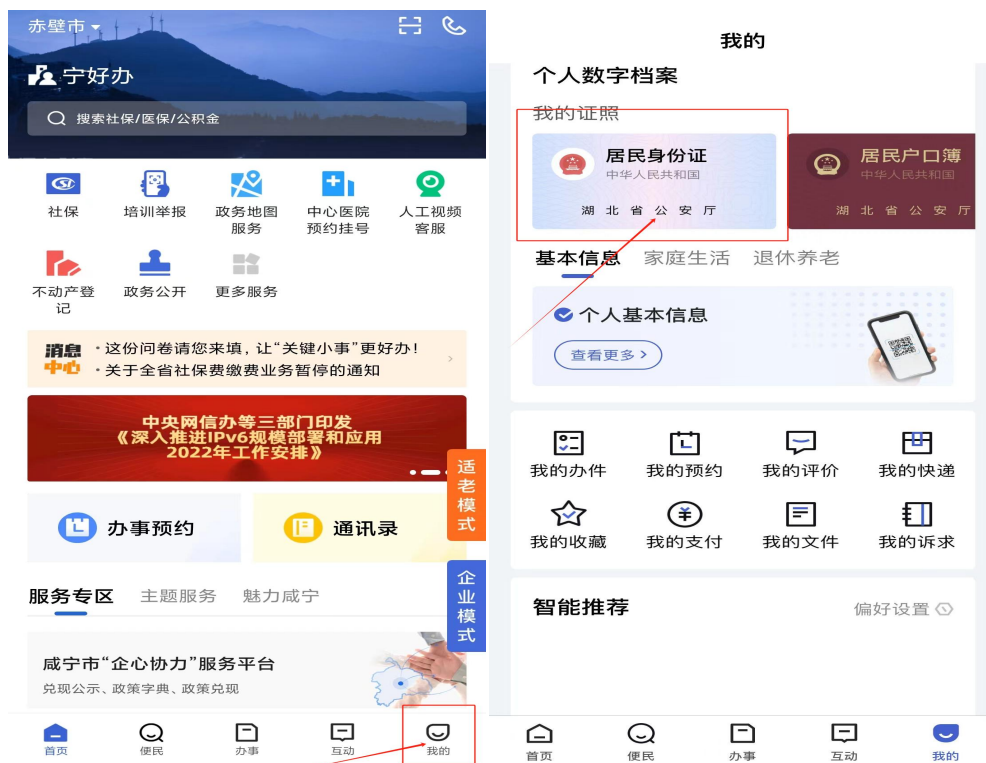 赤壁市
宁好办
搜索社保/医保/公积金
社保
培训举报
政务地图
服务
中心医院
预约挂号
人工视频
客服
不动产登
记
政务公开
更多服务
消息
中心
·这份问卷请您来填，让“关键小事”更好办！
·关于全省社保费缴费业务暂停的通知
中央网信办等三部门印发
《深入推进IPv6规模部署和应用
2022年工作安排》
适老模式
办事预约
通讯录
企业模式
服务专区
主题服务
魅力咸宁
咸宁市“企心协力”服务平台
兑现公示、政策字典、政策兑现
首页
便民
办事
互动
我的
我的
个人数字档案
我的证照
居民身份证
中华人民共和国
湖北省公安厅
居民户口簿
中华人民共和国
湖北省公安厅
基本信息
家庭生活
退休养老
个人基本信息
查看更多>
我的办件
我的预约
我的评价
我的快递
我的收藏
我的支付
我的文件
我的诉求
智能推荐
偏好设置
首页
便民
办事
互动
我的